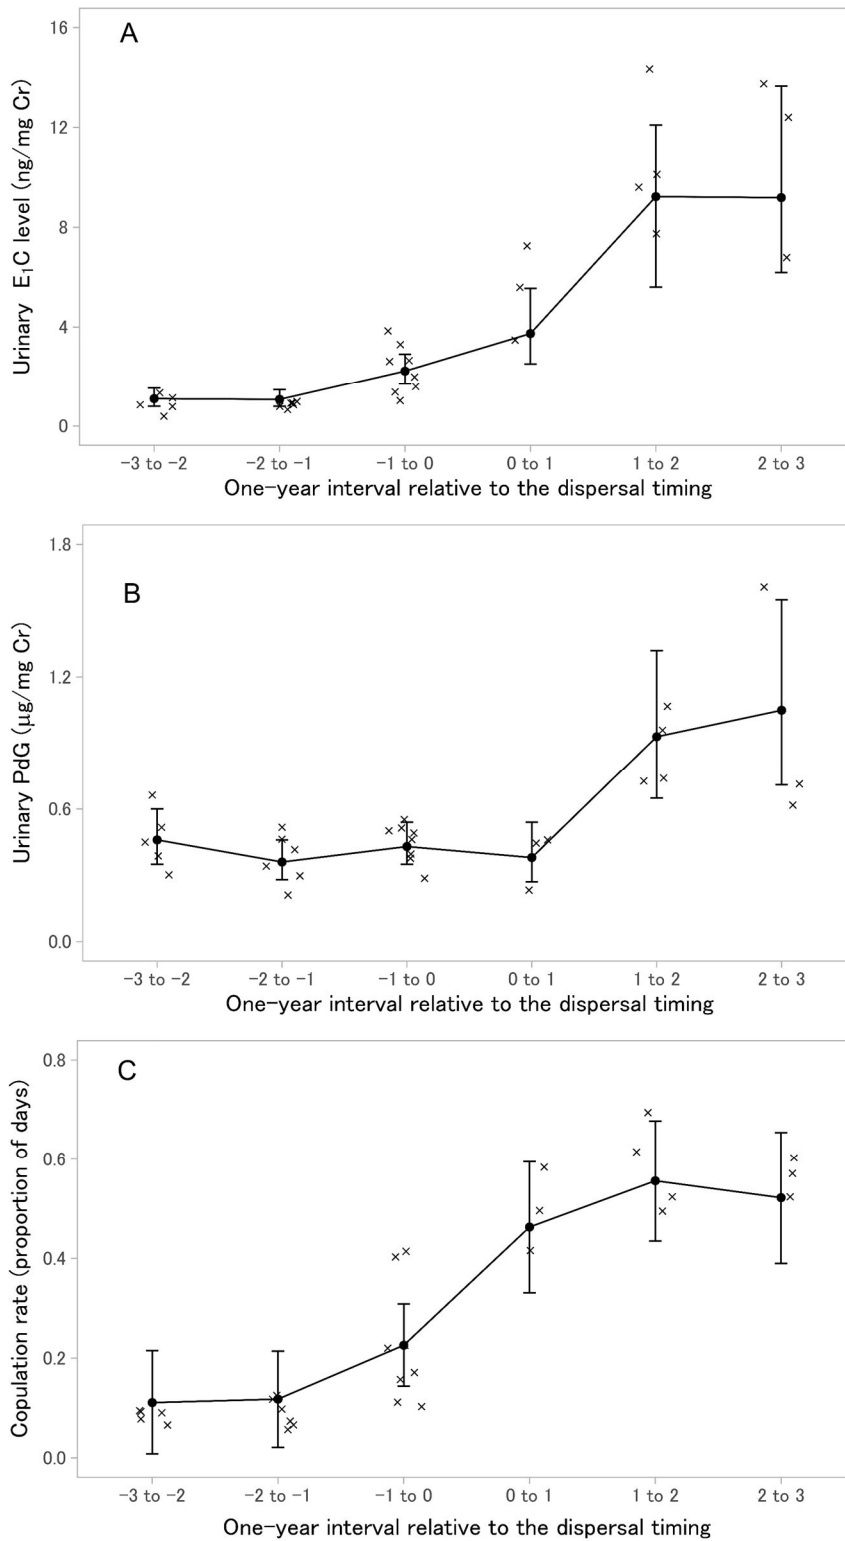 A
Urinary E₁C level (ng/mg Cr)
16
12
8
4
0
−3 to −2 −2 to −1 −1 to 0 0 to 1 1 to 2 2 to 3
One−year interval relative to the dispersal timing
B
Urinary PdG (μg/mg Cr)
1.8
1.2
0.6
0.0
−3 to −2 −2 to −1 −1 to 0 0 to 1 1 to 2 2 to 3
One−year interval relative to the dispersal timing
C
Copulation rate (proportion of days)
0.8
0.6
0.4
0.2
0.0
−3 to −2 −2 to −1 −1 to 0 0 to 1 1 to 2 2 to 3
One−year interval relative to the dispersal timing